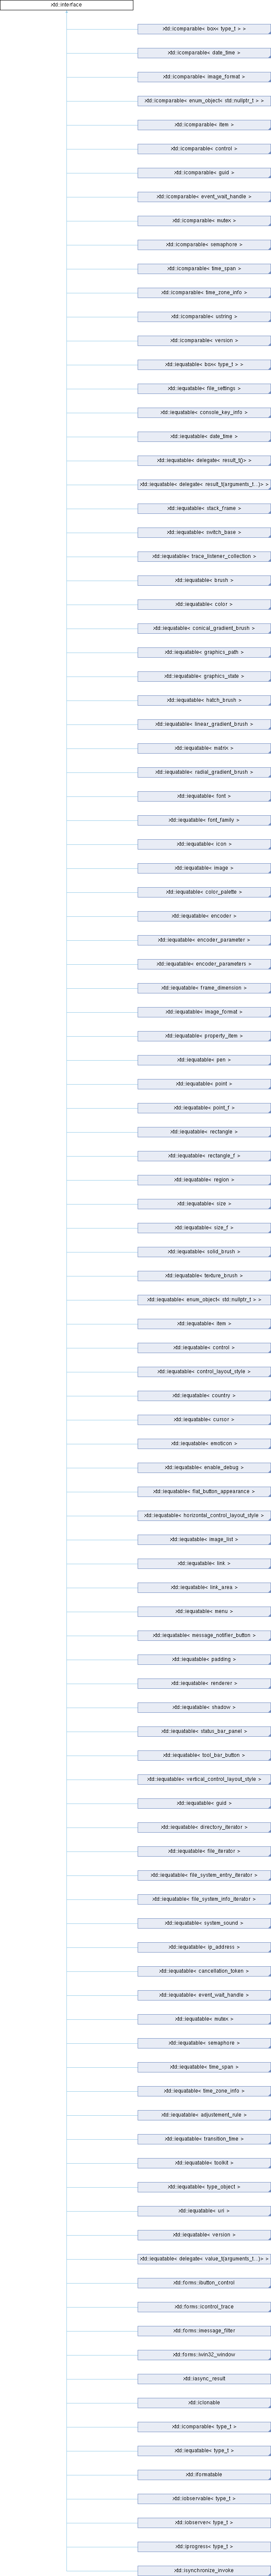 xtd::interface
xtd::icomparable< box< type_t > >
xtd::icomparable< date_time >
xtd::icomparable< image_format >
xtd::icomparable< enum_object< std::nullptr_t > >
xtd::icomparable< item >
xtd::icomparable< control >
xtd::icomparable< guid >
xtd::icomparable< event_wait_handle >
xtd::icomparable< mutex >
xtd::icomparable< semaphore >
xtd::icomparable< time_span >
xtd::icomparable< time_zone_info >
xtd::icomparable< ustring >
xtd::icomparable< version >
xtd::iequatable< box< type_t > >
xtd::iequatable< file_settings >
xtd::iequatable< console_key_info >
xtd::iequatable< date_time >
xtd::iequatable< delegate< result_t()> >
xtd::iequatable< delegate< result_t(arguments_t...)> >
xtd::iequatable< stack_frame >
xtd::iequatable< switch_base >
xtd::iequatable< trace_listener_collection >
xtd::iequatable< brush >
xtd::iequatable< color >
xtd::iequatable< conical_gradient_brush >
xtd::iequatable< graphics_path >
xtd::iequatable< graphics_state >
xtd::iequatable< hatch_brush >
xtd::iequatable< linear_gradient_brush >
xtd::iequatable< matrix >
xtd::iequatable< radial_gradient_brush >
xtd::iequatable< font >
xtd::iequatable< font_family >
xtd::iequatable< icon >
xtd::iequatable< image >
xtd::iequatable< color_palette >
xtd::iequatable< encoder >
xtd::iequatable< encoder_parameter >
xtd::iequatable< encoder_parameters >
xtd::iequatable< frame_dimension >
xtd::iequatable< image_format >
xtd::iequatable< property_item >
xtd::iequatable< pen >
xtd::iequatable< point >
xtd::iequatable< point_f >
xtd::iequatable< rectangle >
xtd::iequatable< rectangle_f >
xtd::iequatable< region >
xtd::iequatable< size >
xtd::iequatable< size_f >
xtd::iequatable< solid_brush >
xtd::iequatable< texture_brush >
xtd::iequatable< enum_object< std::nullptr_t > >
xtd::iequatable< item >
xtd::iequatable< control >
xtd::iequatable< control_layout_style >
xtd::iequatable< country >
xtd::iequatable< cursor >
xtd::iequatable< emoticon >
xtd::iequatable< enable_debug >
xtd::iequatable< flat_button_appearance >
xtd::iequatable< horizontal_control_layout_style >
xtd::iequatable< image_list >
xtd::iequatable< link >
xtd::iequatable< link_area >
xtd::iequatable< menu >
xtd::iequatable< message_notifier_button >
xtd::iequatable< padding >
xtd::iequatable< renderer >
xtd::iequatable< shadow >
xtd::iequatable< status_bar_panel >
xtd::iequatable< tool_bar_button >
xtd::iequatable< vertical_control_layout_style >
xtd::iequatable< guid >
xtd::iequatable< directory_iterator >
xtd::iequatable< file_iterator >
xtd::iequatable< file_system_entry_iterator >
xtd::iequatable< file_system_info_iterator >
xtd::iequatable< system_sound >
xtd::iequatable< ip_address >
xtd::iequatable< cancellation_token >
xtd::iequatable< event_wait_handle >
xtd::iequatable< mutex >
xtd::iequatable< semaphore >
xtd::iequatable< time_span >
xtd::iequatable< time_zone_info >
xtd::iequatable< adjustement_rule >
xtd::iequatable< transition_time >
xtd::iequatable< toolkit >
xtd::iequatable< type_object >
xtd::iequatable< uri >
xtd::iequatable< version >
xtd::iequatable< delegate< value_t(arguments_t...)> >
xtd::forms::ibutton_control
xtd::forms::icontrol_trace
xtd::forms::imessage_filter
xtd::forms::iwin32_window
xtd::iasync_result
xtd::iclonable
xtd::icomparable< type_t >
xtd::iequatable< type_t >
xtd::iformatable
xtd::iobservable< type_t >
xtd::iobserver< type_t >
xtd::iprogress< type_t >
xtd::isynchronize_invoke